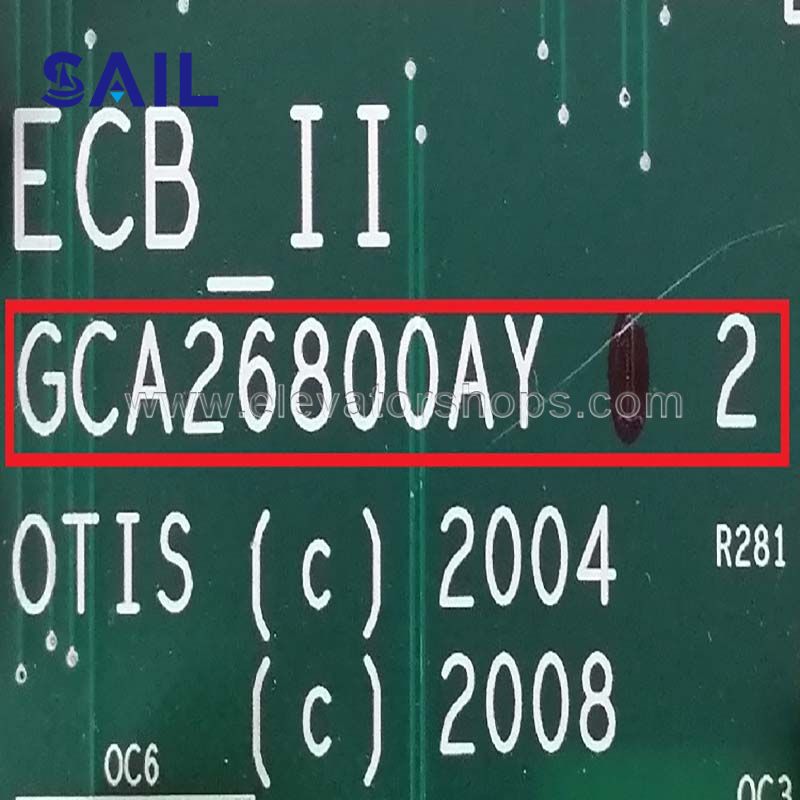 SAIL
ECB_II
GCA26800AY 2
www.elevatorshops.com
OTIS (c) 2004
R281
(c) 2008
OC6
OC3